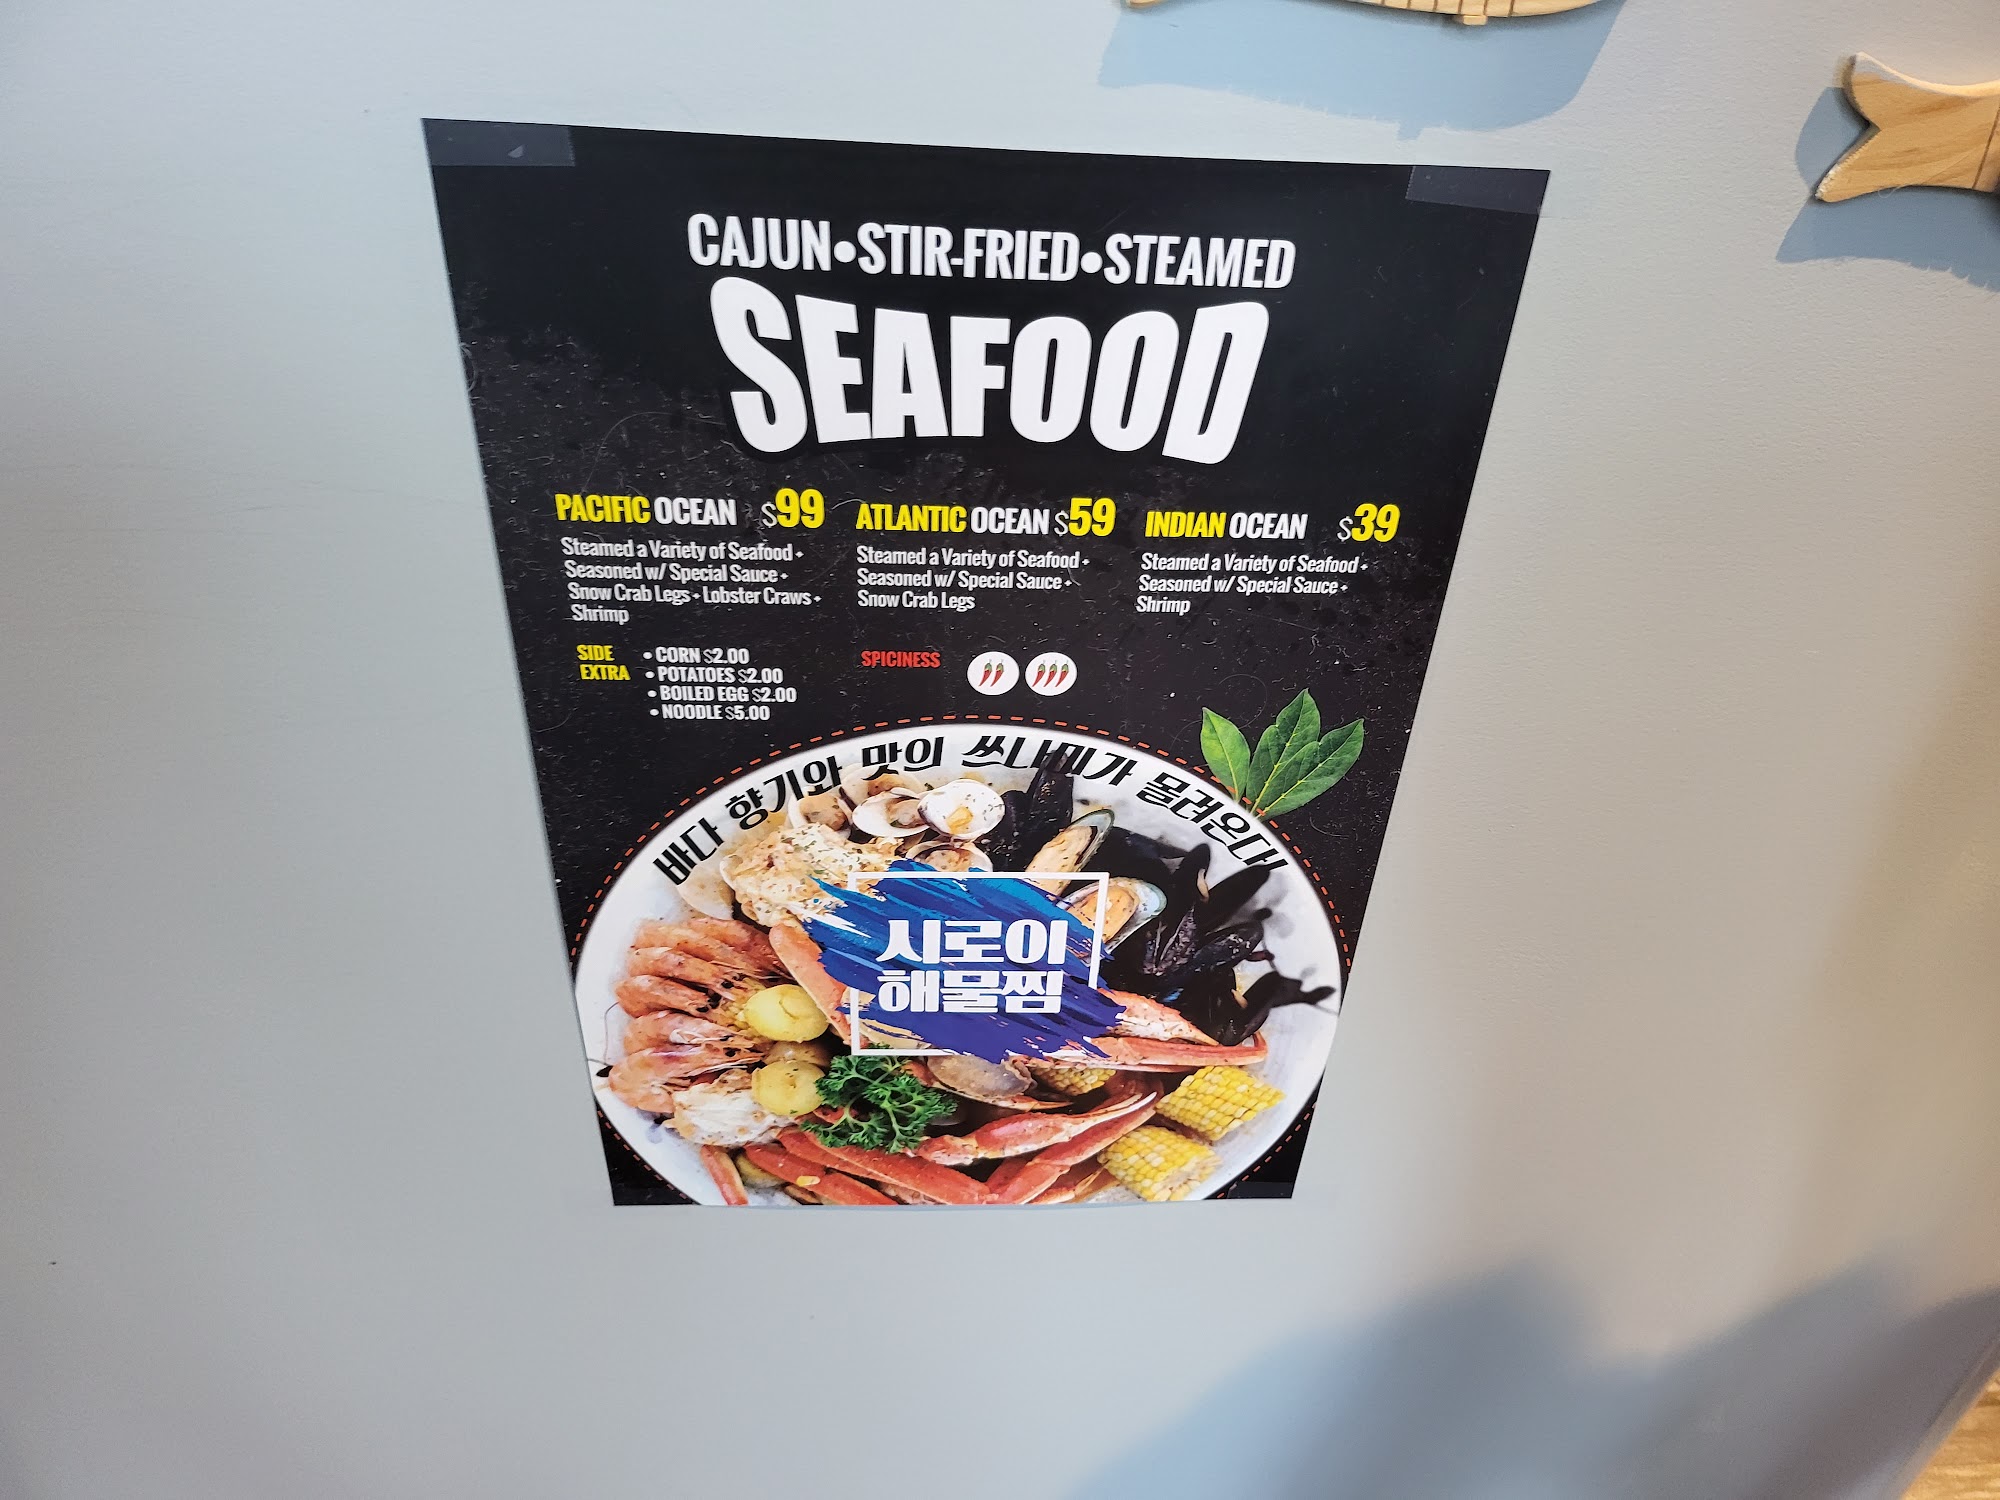 CAJUN•STIR-FRIED•STEAMED
SEAFOOD
PACIFIC OCEAN $99
Steamed a Variety of Seafood +
Seasoned w/ Special Sauce +
Snow Crab Legs + Lobster Craws +
Shrimp
ATLANTIC OCEAN $59
Steamed a Variety of Seafood +
Seasoned w/ Special Sauce +
Snow Crab Legs
INDIAN OCEAN $39
Steamed a Variety of Seafood +
Seasoned w/ Special Sauce +
Shrimp
SIDE
EXTRA
• CORN $2.00
• POTATOES $2.00
• BOILED EGG $2.00
• NOODLE $5.00
SPICINESS
바다 향기와 맛의 쓰나미가 몰려온다
시로이
해물찜